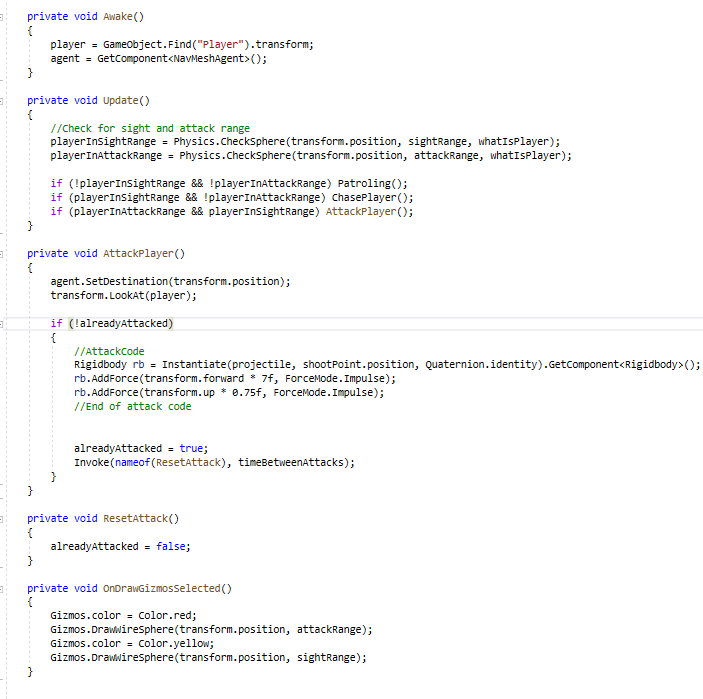 private void Awake()
{
player = GameObject.Find("Player").transform;
agent = GetComponent<NavMeshAgent>();
}
private void Update()
{
//Check for sight and attack range
playerInSightRange = Physics.CheckSphere(transform.position, sightRange, whatIsPlayer);
playerInAttackRange = Physics.CheckSphere(transform.position, attackRange, whatIsPlayer);
if (!playerInSightRange && !playerInAttackRange) Patroling();
if (playerInSightRange && !playerInAttackRange) ChasePlayer();
if (playerInAttackRange && playerInSightRange) AttackPlayer();
}
private void AttackPlayer()
{
agent.SetDestination(transform.position);
transform.LookAt(player);
if (!alreadyAttacked)
{
//AttackCode
Rigidbody rb = Instantiate(projectile, shootPoint.position, Quaternion.identity).GetComponent<Rigidbody>();
rb.AddForce(transform.forward * 7f, ForceMode.Impulse);
rb.AddForce(transform.up * 0.75f, ForceMode.Impulse);
//End of attack code
alreadyAttacked = true;
Invoke(nameof(ResetAttack), timeBetweenAttacks);
}
}
private void ResetAttack()
{
alreadyAttacked = false;
}
private void OnDrawGizmosSelected()
{
Gizmos.color = Color.red;
Gizmos.DrawWireSphere(transform.position, attackRange);
Gizmos.color = Color.yellow;
Gizmos.DrawWireSphere(transform.position, sightRange);
}